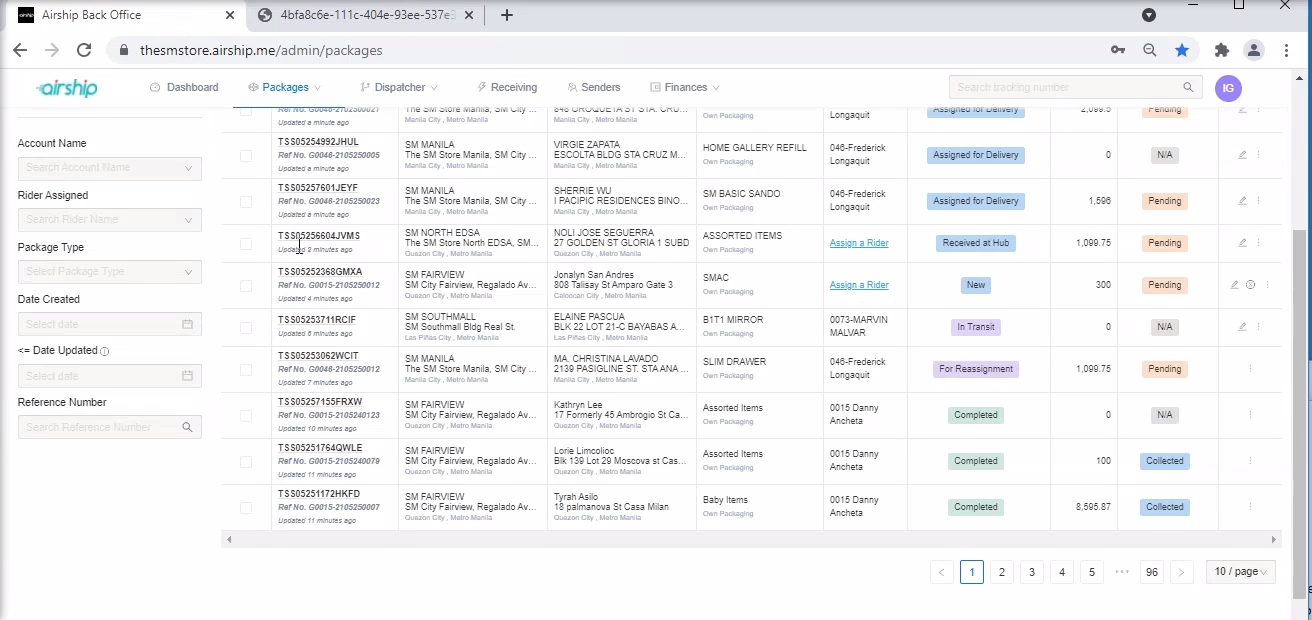 Airship Back Office
4bfa8c6e-111c-404e-93ee-537e3
thesmstore.airship.me/admin/packages
airship
Dashboard
Packages
Dispatcher
Receiving
Senders
Finances
Search tracking number
IG
Account Name
Search Account Name
Rider Assigned
Search Rider Name
Package Type
Select Package Type
Date Created
Select date
<= Date Updated
Select date
Reference Number
Search Reference Number
Ref No. G0046-2105250021
Updated a minute ago
The SM Store Manila, SM City ...
Manila City , Metro Manila
848 OROQUETA ST STA. CRU...
Manila City , Metro Manila
Own Packaging
Longaquit
Assigned for Delivery
2,099.5
Pending
TSS05254992JHUL
Ref No. G0046-2105250005
Updated a minute ago
SM MANILA
The SM Store Manila, SM City ...
Manila City , Metro Manila
VIRGIE ZAPATA
ESCOLTA BLDG STA CRUZ M...
Manila City , Metro Manila
HOME GALLERY REFILL
Own Packaging
046-Frederick
Longaquit
Assigned for Delivery
0
N/A
TSS05257601JEYF
Ref No. G0046-2105250023
Updated a minute ago
SM MANILA
The SM Store Manila, SM City ...
Manila City , Metro Manila
SHERRIE WU
I PACIFIC RESIDENCES BINO...
Manila City , Metro Manila
SM BASIC SANDO
Own Packaging
046-Frederick
Longaquit
Assigned for Delivery
1,596
Pending
TSS05256604JVMS
Updated 2 minutes ago
SM NORTH EDSA
The SM Store North EDSA, SM...
Quezon City , Metro Manila
NOLI JOSE SEGUERRA
27 GOLDEN ST GLORIA 1 SUBD
Quezon City , Metro Manila
ASSORTED ITEMS
Own Packaging
Assign a Rider
Received at Hub
1,099.75
Pending
TSS05252368GMXA
Ref No. G0015-2105250012
Updated 4 minutes ago
SM FAIRVIEW
SM City Fairview, Regalado Av...
Quezon City , Metro Manila
Jonalyn San Andres
808 Talisay St Amparo Gate 3
Caloocan City , Metro Manila
SMAC
Own Packaging
Assign a Rider
New
300
Pending
TSS05253711RCIF
Updated 6 minutes ago
SM SOUTHMALL
SM Southmall Bldg Real St.
Las Piñas City , Metro Manila
ELAINE PASCUA
BLK 22 LOT 21-C BAYABAS A...
Las Piñas City , Metro Manila
B1T1 MIRROR
Own Packaging
0073-MARVIN
MALVAR
In Transit
0
N/A
TSS05253062WCIT
Ref No. G0046-2105250012
Updated 7 minutes ago
SM MANILA
The SM Store Manila, SM City ...
Manila City , Metro Manila
MA. CHRISTINA LAVADO
2139 PASIGLINE ST. STA ANA ...
Manila City , Metro Manila
SLIM DRAWER
Own Packaging
046-Frederick
Longaquit
For Reassignment
1,099.75
Pending
TSS05257155FRXW
Ref No. G0015-2105240123
Updated 10 minutes ago
SM FAIRVIEW
SM City Fairview, Regalado Av...
Quezon City , Metro Manila
Kathryn Lee
17 Formerly 45 Ambrogio St Ca...
Quezon City , Metro Manila
Assorted Items
Own Packaging
0015 Danny
Ancheta
Completed
0
N/A
TSS05251764QWLE
Ref No. G0015-2105240079
Updated 11 minutes ago
SM FAIRVIEW
SM City Fairview, Regalado Av...
Quezon City , Metro Manila
Lorie Limcolioc
Blk 139 Lot 29 Moscova st Cas...
Quezon City , Metro Manila
Assorted Items
Own Packaging
0015 Danny
Ancheta
Completed
100
Collected
TSS05251172HKFD
Ref No. G0015-2105250007
Updated 11 minutes ago
SM FAIRVIEW
SM City Fairview, Regalado Av...
Quezon City , Metro Manila
Tyrah Asilo
18 palmanova St Casa Milan
Quezon City , Metro Manila
Baby Items
Own Packaging
0015 Danny
Ancheta
Completed
8,595.87
Collected
< 1 2 3 4 5 ••• 96 >
10 / page